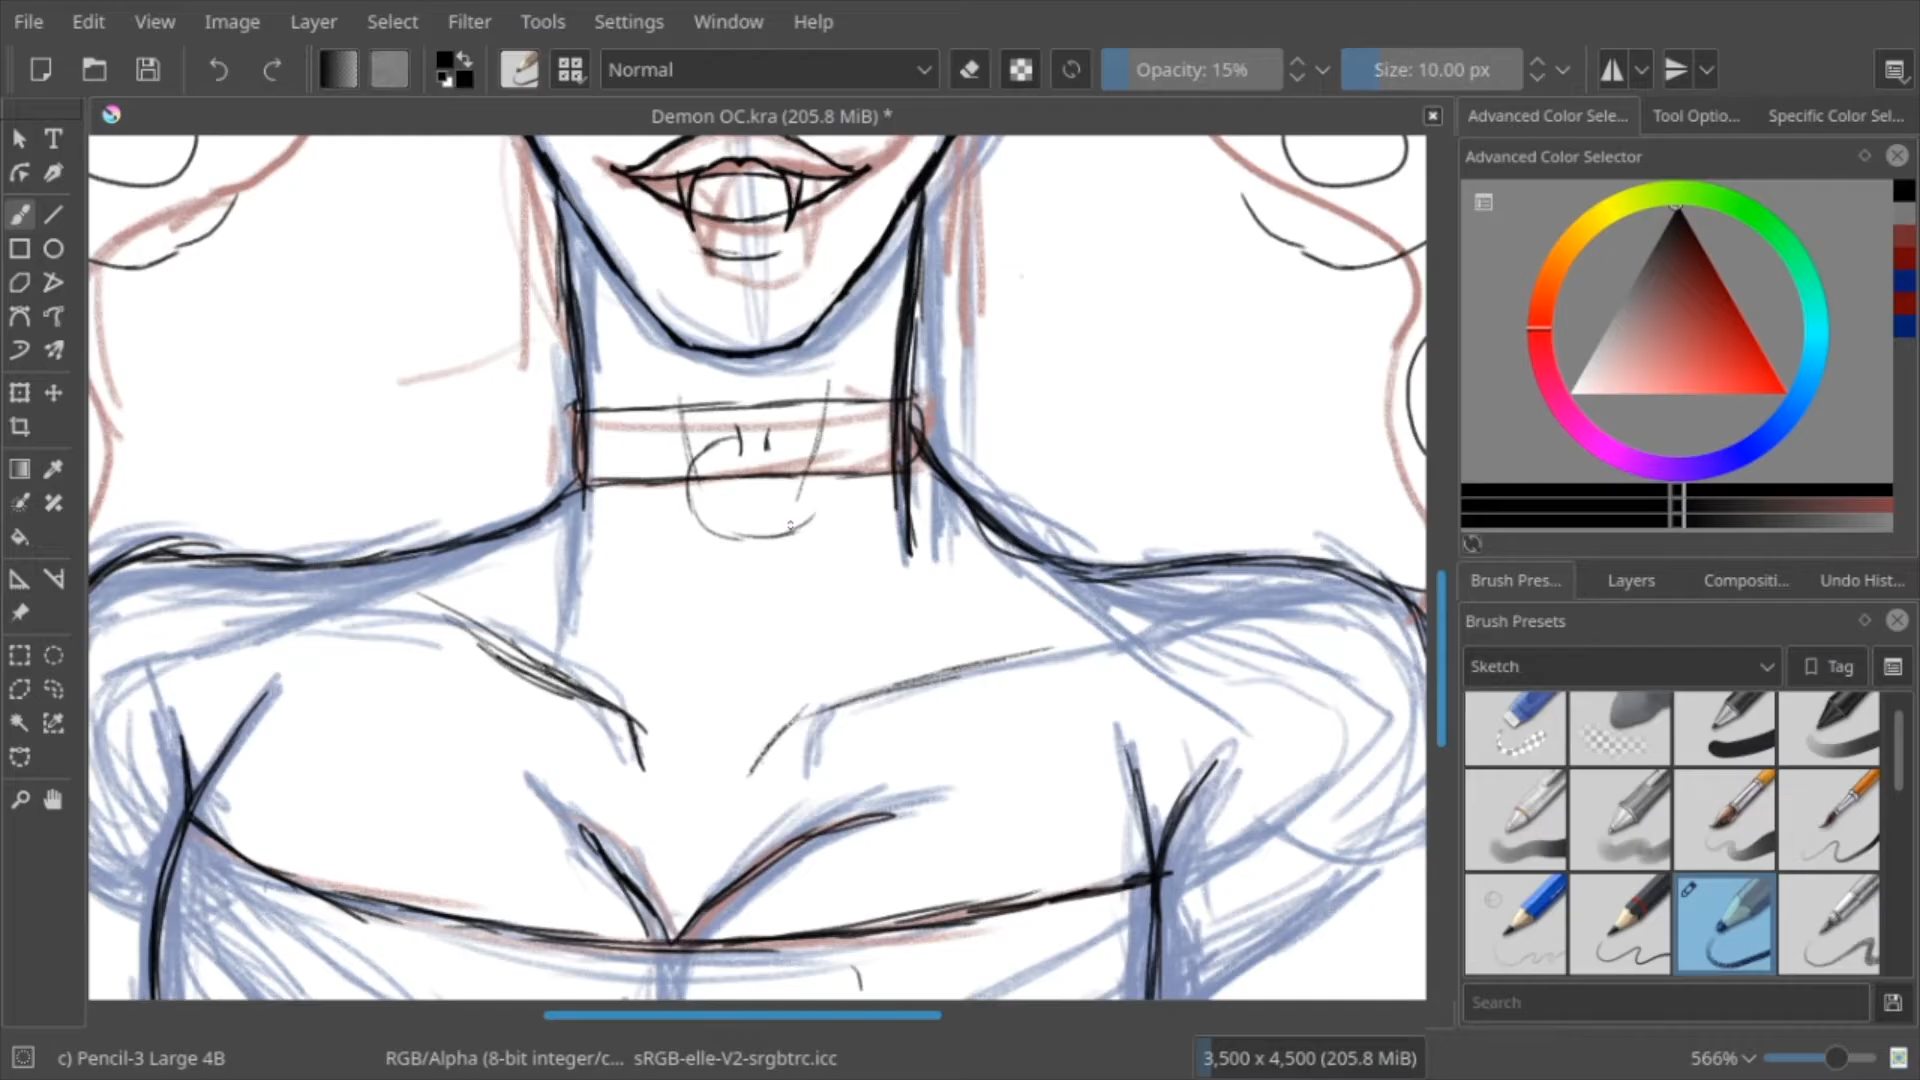 File Edit View Image Layer Select Filter Tools Settings Window Help
Normal Opacity: 15% Size: 10.00 px
Demon OC.kra (205.8 MiB) *
Advanced Color Sele... Tool Optio... Specific Color Sel...
Advanced Color Selector
T
Brush Pres... Layers Compositi... Undo Hist...
Brush Presets
Sketch Tag
Search
c) Pencil-3 Large 4B RGB/Alpha (8-bit integer/c... sRGB-elle-V2-srgbtrc.icc 3,500 x 4,500 (205.8 MiB) 566%